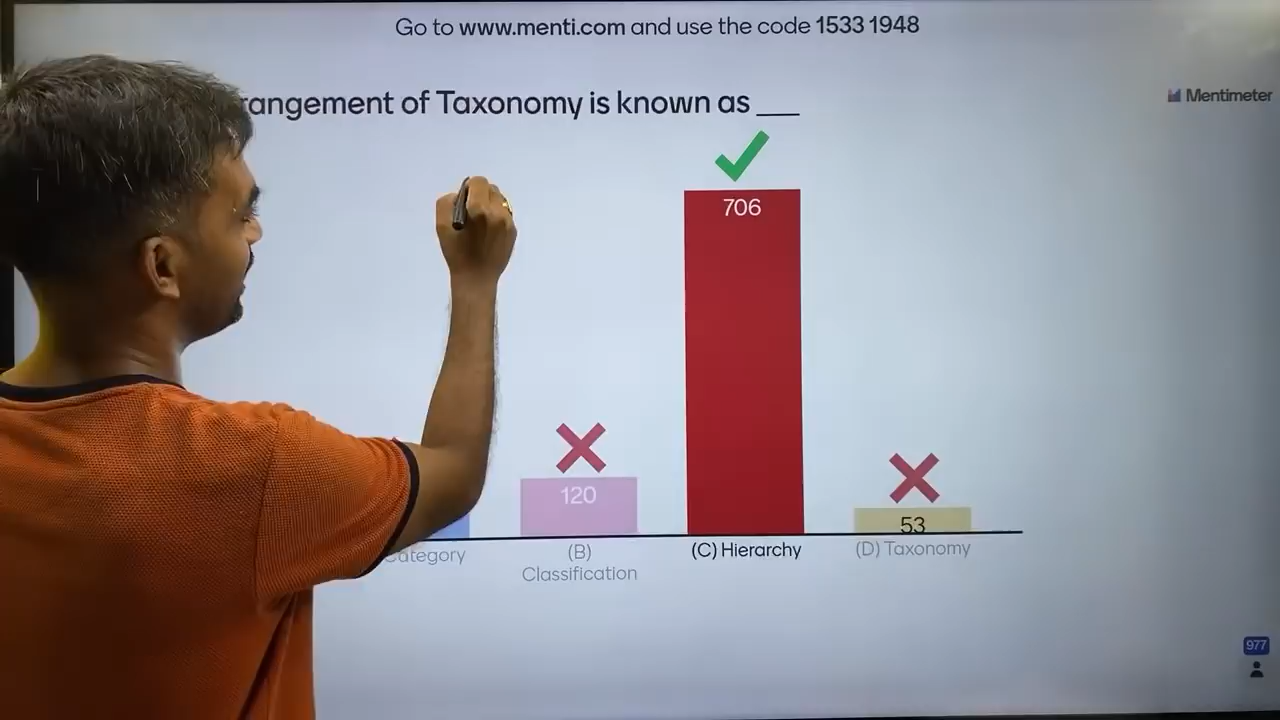 Go to www.menti.com and use the code 1533 1948
rangement of Taxonomy is known as ___
Mentimeter
706
120
53
Category
(B) Classification
(C) Hierarchy
(D) Taxonomy
977